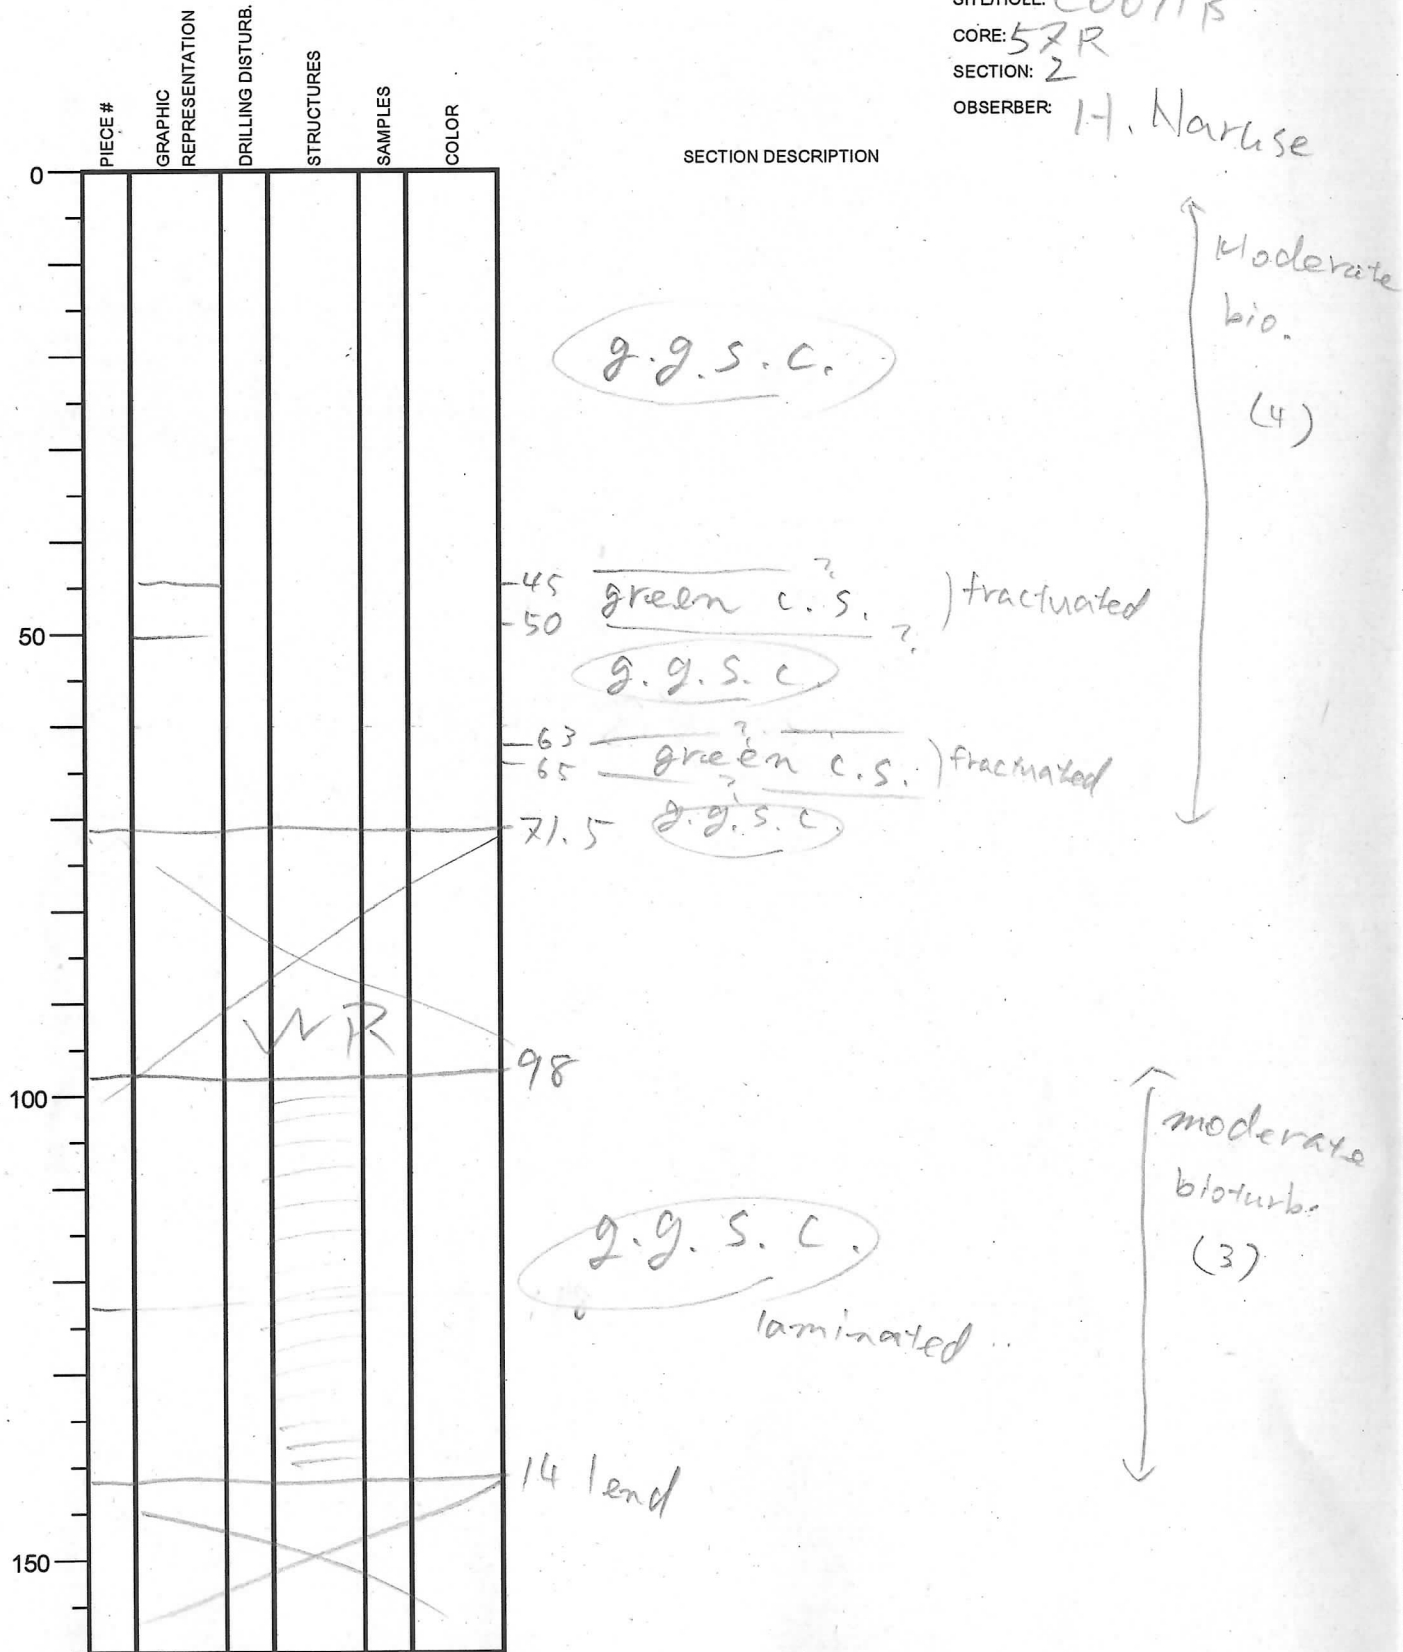 CORE: 57R
SECTION: 2
OBSERBER: H. Naruse
PIECE #
GRAPHIC
REPRESENTATION
DRILLING DISTURB.
STRUCTURES
SAMPLES
COLOR
SECTION DESCRIPTION
0
Moderate
bio.
g.g.s.c.
(4)
45 ?
green c.s. ) fractuated
50
50 ?
g.g.s.c.
63 ?
green c.s. ) fractuated
65 ?
71.5 g.g.s.c.
WR
98
100
moderate
bioturb.
g.g.s.c.
(3)
laminated
141 end
150